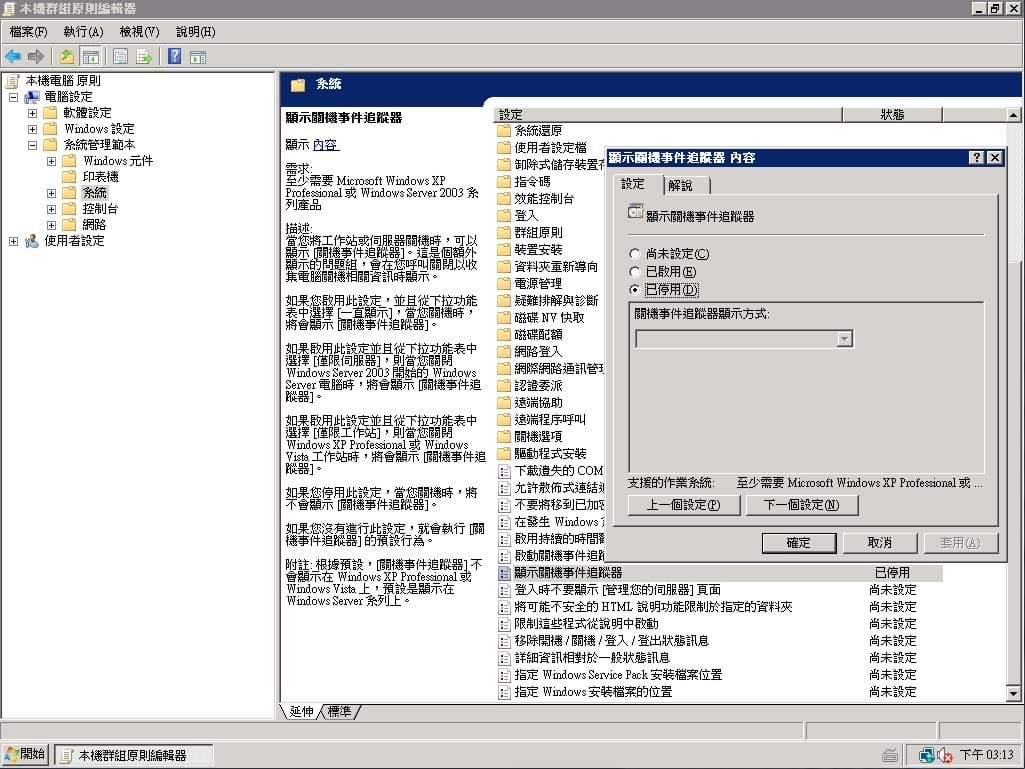 本機群組原則編輯器
檔案(F) 執行(A) 檢視(V) 說明(H)
本機電腦 原則
電腦設定
軟體設定
Windows 設定
系統管理範本
Windows 元件
印表機
系統
控制台
網路
使用者設定
系統
顯示關機事件追蹤器
顯示 內容
需求:
至少需要 Microsoft Windows XP
Professional 或 Windows Server 2003 系
列產品
描述:
當您將工作站或伺服器關機時，可以
顯示 [關機事件追蹤器]。這是個額外
顯示的問題組，會在您呼叫關閉以收
集電腦關機相關資訊時顯示。
如果您啟用此設定，並且從下拉功能
表中選擇 [一直顯示]，當您關機時，
將會顯示 [關機事件追蹤器]。
如果啟用此設定並且從下拉功能表中
選擇 [僅限伺服器]，則當您關閉
Windows Server 2003 開始的 Windows
Server 電腦時，將會顯示 [關機事件追
蹤器]。
如果啟用此設定並且從下拉功能表中
選擇 [僅限工作站]，則當您關閉
Windows XP Professional 或 Windows
Vista 工作站時，將會顯示 [關機事件追
蹤器]。
如果您停用此設定，當您關機時，將
不會顯示 [關機事件追蹤器]。
如果您沒有進行此設定，就會執行 [關
機事件追蹤器] 的預設行為。
附註: 根據預設，[關機事件追蹤器] 不
會顯示在 Windows XP Professional 或
Windows Vista 上，預設是顯示在
Windows Server 系列上。
設定 狀態
系統還原
使用者設定檔
卸除式儲存裝置存
指令碼
效能控制台
登入
群組原則
裝置安裝
資料夾重新導向
電源管理
疑難排解與診斷
磁碟 NV 快取
磁碟配額
網路登入
網際網路通訊管理
認證委派
遠端協助
遠端程序呼叫
關機選項
驅動程式安裝
下載遺失的 COM
允許散佈式連結追
不要將移到已加密
在發生 Windows
啟用持續的時間戳
啟動關機事件追蹤
顯示關機事件追蹤器 已停用
登入時不要顯示 [管理您的伺服器] 頁面 尚未設定
將可能不安全的 HTML 說明功能限制於指定的資料夾 尚未設定
限制這些程式從說明中啟動 尚未設定
移除開機 / 關機 / 登入 / 登出狀態訊息 尚未設定
詳細資訊相對於一般狀態訊息 尚未設定
指定 Windows Service Pack 安裝檔案位置 尚未設定
指定 Windows 安裝檔案的位置 尚未設定
顯示關機事件追蹤器 內容
設定 解說
顯示關機事件追蹤器
尚未設定(C)
已啟用(E)
已停用(D)
關機事件追蹤器顯示方式:
支援的作業系統: 至少需要 Microsoft Windows XP Professional 或 ...
上一個設定(P) 下一個設定(N)
確定 取消 套用(A)
延伸 標準
開始 本機群組原則編輯器 下午 03:13